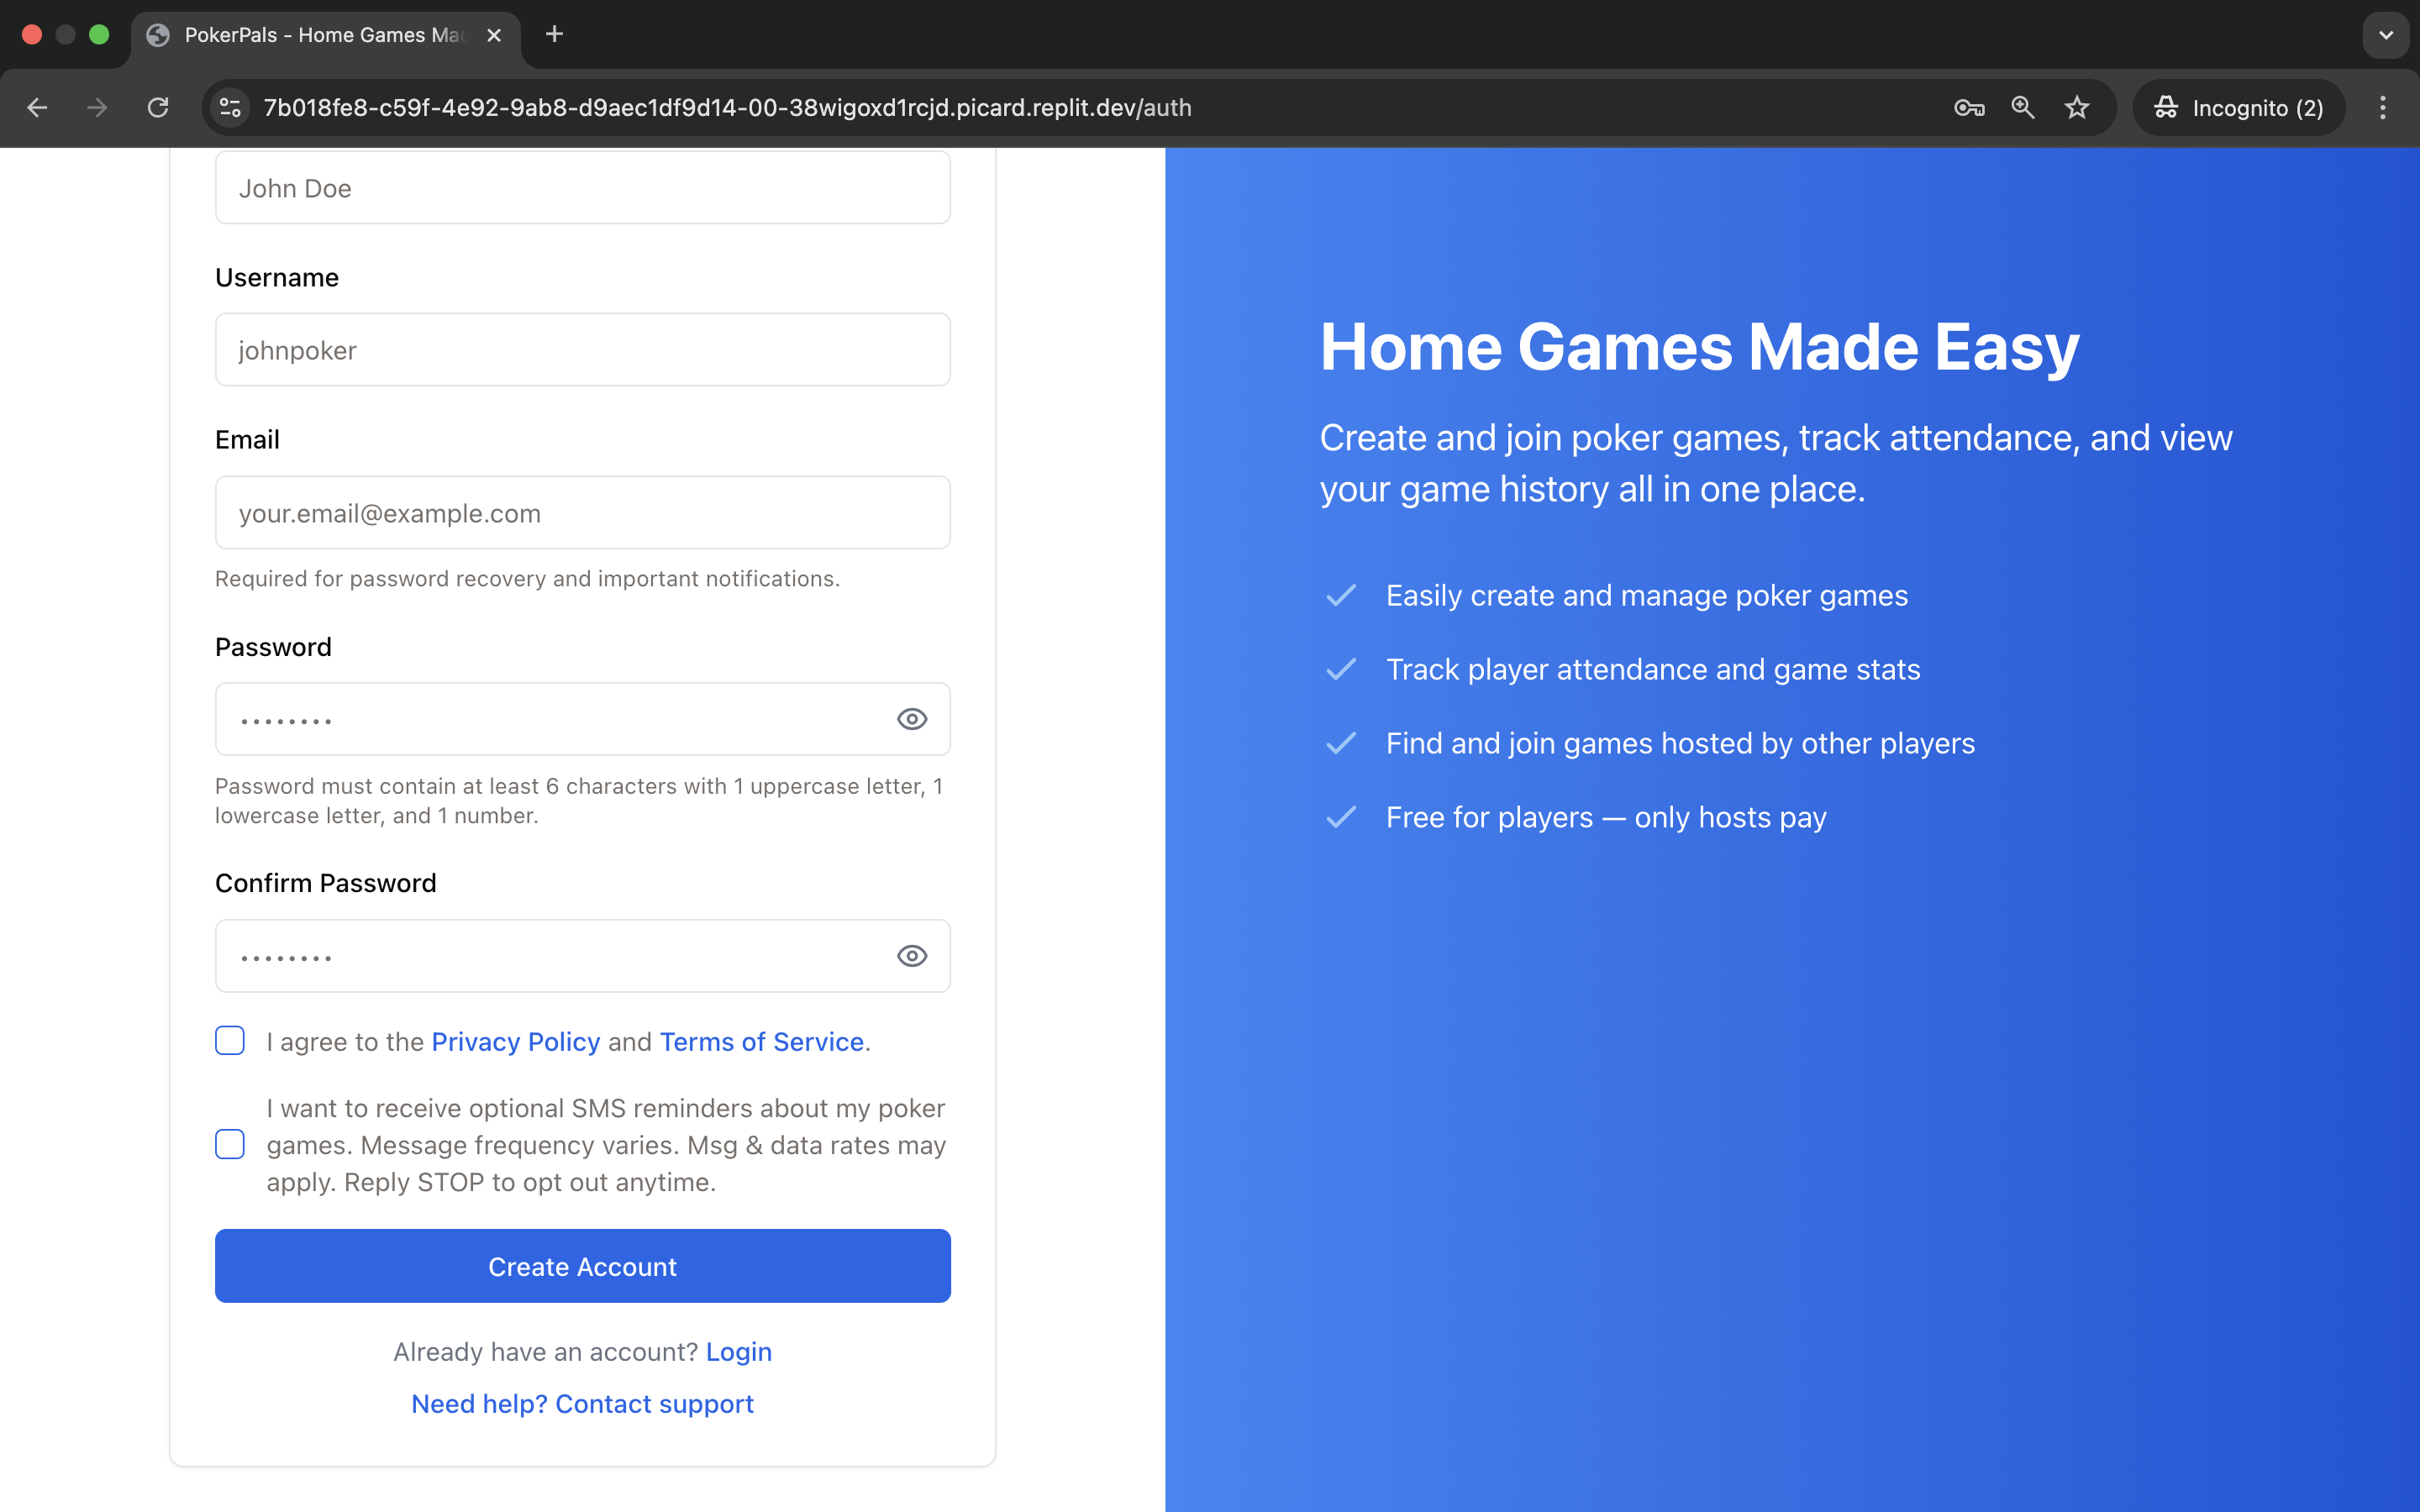 PokerPals - Home Games Mad
7b018fe8-c59f-4e92-9ab8-d9aec1df9d14-00-38wigoxd1rcjd.picard.replit.dev/auth
Incognito (2)
John Doe
Username
johnpoker
Email
your.email@example.com
Required for password recovery and important notifications.
Password
••••••••
Password must contain at least 6 characters with 1 uppercase letter, 1
lowercase letter, and 1 number.
Confirm Password
••••••••
I agree to the Privacy Policy and Terms of Service.
I want to receive optional SMS reminders about my poker
games. Message frequency varies. Msg & data rates may
apply. Reply STOP to opt out anytime.
Create Account
Already have an account? Login
Need help? Contact support
Home Games Made Easy
Create and join poker games, track attendance, and view
your game history all in one place.
Easily create and manage poker games
Track player attendance and game stats
Find and join games hosted by other players
Free for players — only hosts pay